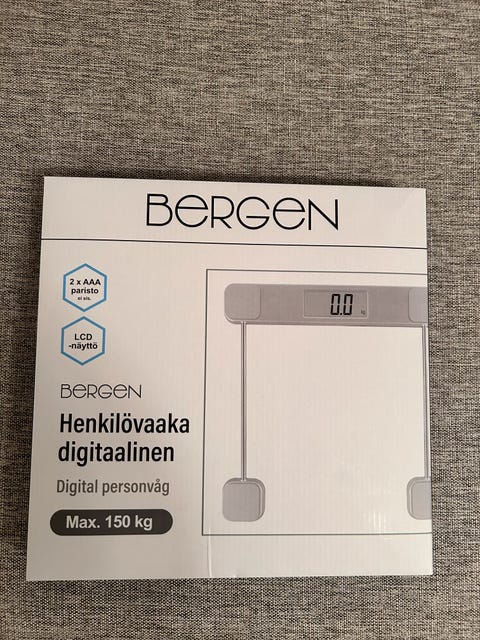 BERGEN
2 x AAA
paristo
ei sis.
LCD
-näyttö
0.0
kg
BERGEN
Henkilövaaka
digitaalinen
Digital personvåg
Max. 150 kg